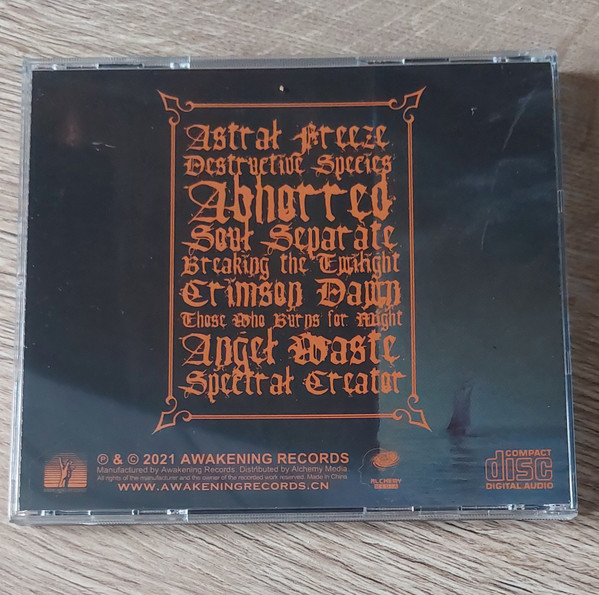 Astral Freeze
Destructive Species
Abhorred
Soul Separate
Breaking the Twilight
Crimson Dawn
Those Who Burns for Might
Angel Waste
Spectral Creator
℗ & © 2021 AWAKENING RECORDS
Manufactured by Awakening Records. Distributed by Alchemy Media.
All rights of the manufacturer and the owner of the recorded work reserved. Made in China.
WWW.AWAKENINGRECORDS.CN
ALCHEMY
MEDIA
COMPACT
disc
DIGITAL AUDIO